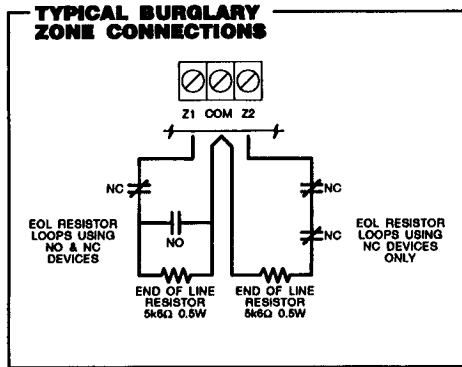 TYPICAL BURGLARY
ZONE CONNECTIONS
Z1 COM Z2
NC
NC
NO
NC
EOL RESISTOR
LOOPS USING
NO & NC
DEVICES
EOL RESISTOR
LOOPS USING
NC DEVICES
ONLY
END OF LINE
RESISTOR
5k6Ω 0.5W
END OF LINE
RESISTOR
5k6Ω 0.5W